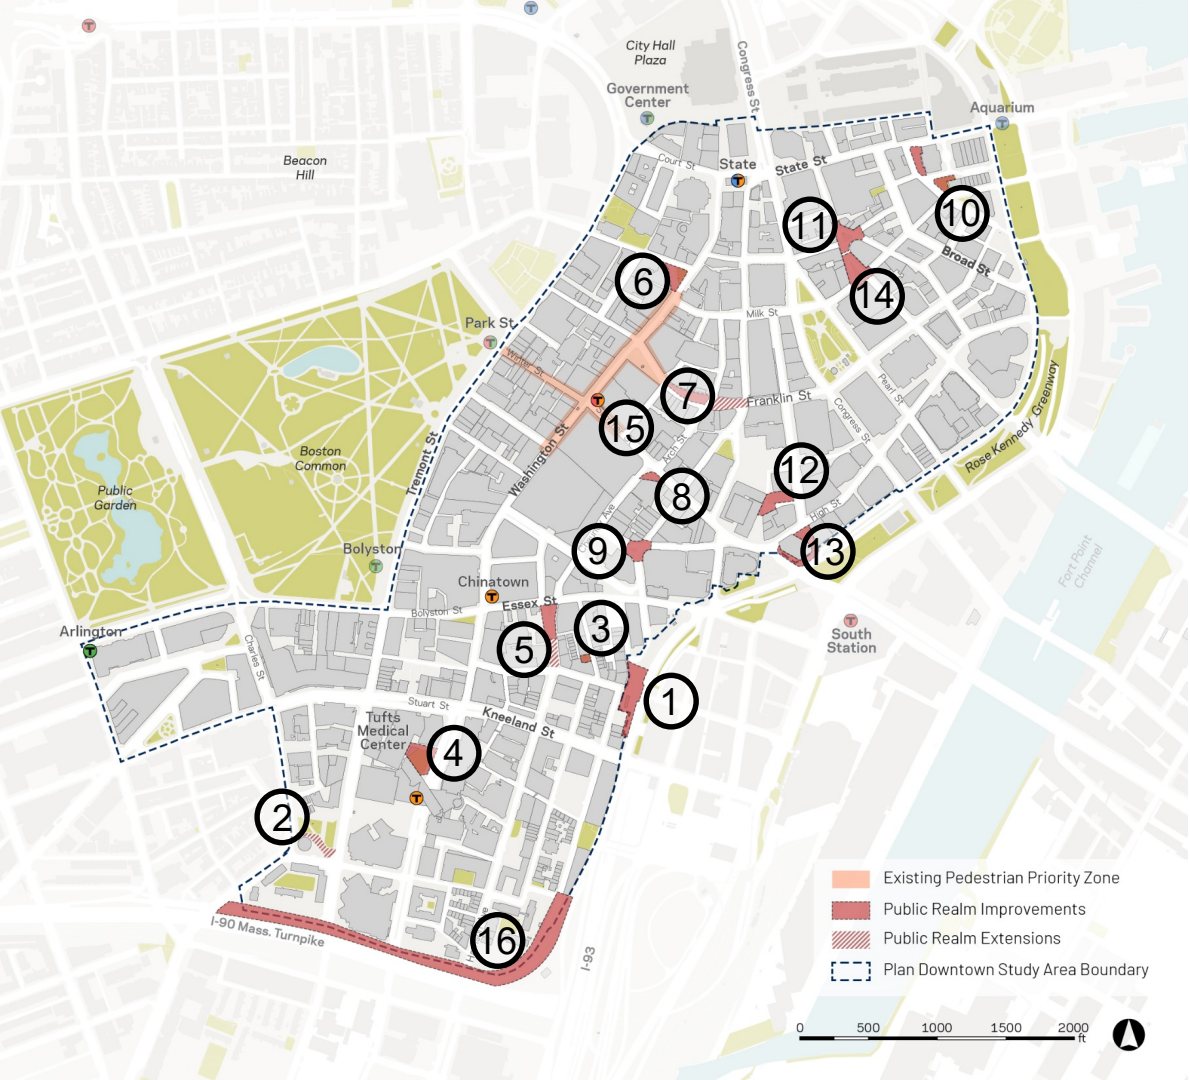 City Hall
Plaza
Congress St
Government
Center
Aquarium
Beacon
Hill
Court St
State
State St
10
11
Broad St
6
14
Milk St
Park St
Winter St
7
Franklin St
Pearl St
Congress St
15
Arch St
Rose Kennedy Greenway
Washington St
Tremont St
Boston
Common
Public
Garden
12
8
High St
Ave
9
13
Bolyston
Fort Point
Channel
Chinatown
Essex St
Bolyston St
3
Arlington
5
Charles St
South
Station
1
Stuart St
Kneeland St
Tufts
Medical
Center
4
2
Existing Pedestrian Priority Zone
Public Realm Improvements
I-90 Mass. Turnpike
16
Public Realm Extensions
I-93
Plan Downtown Study Area Boundary
0 500 1000 1500 2000
ft